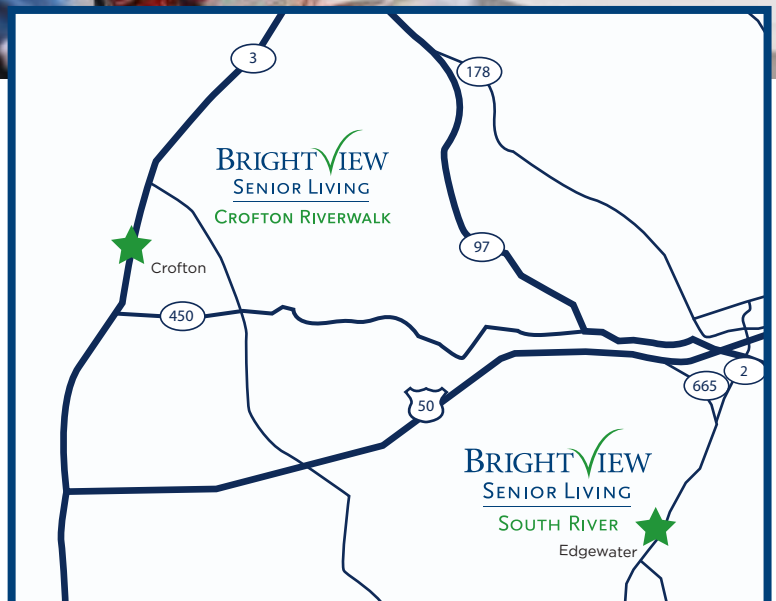 3
178
BRIGHTVIEW
SENIOR LIVING
CROFTON RIVERWALK
97
Crofton
450
50
2
665
BRIGHTVIEW
SENIOR LIVING
SOUTH RIVER
Edgewater